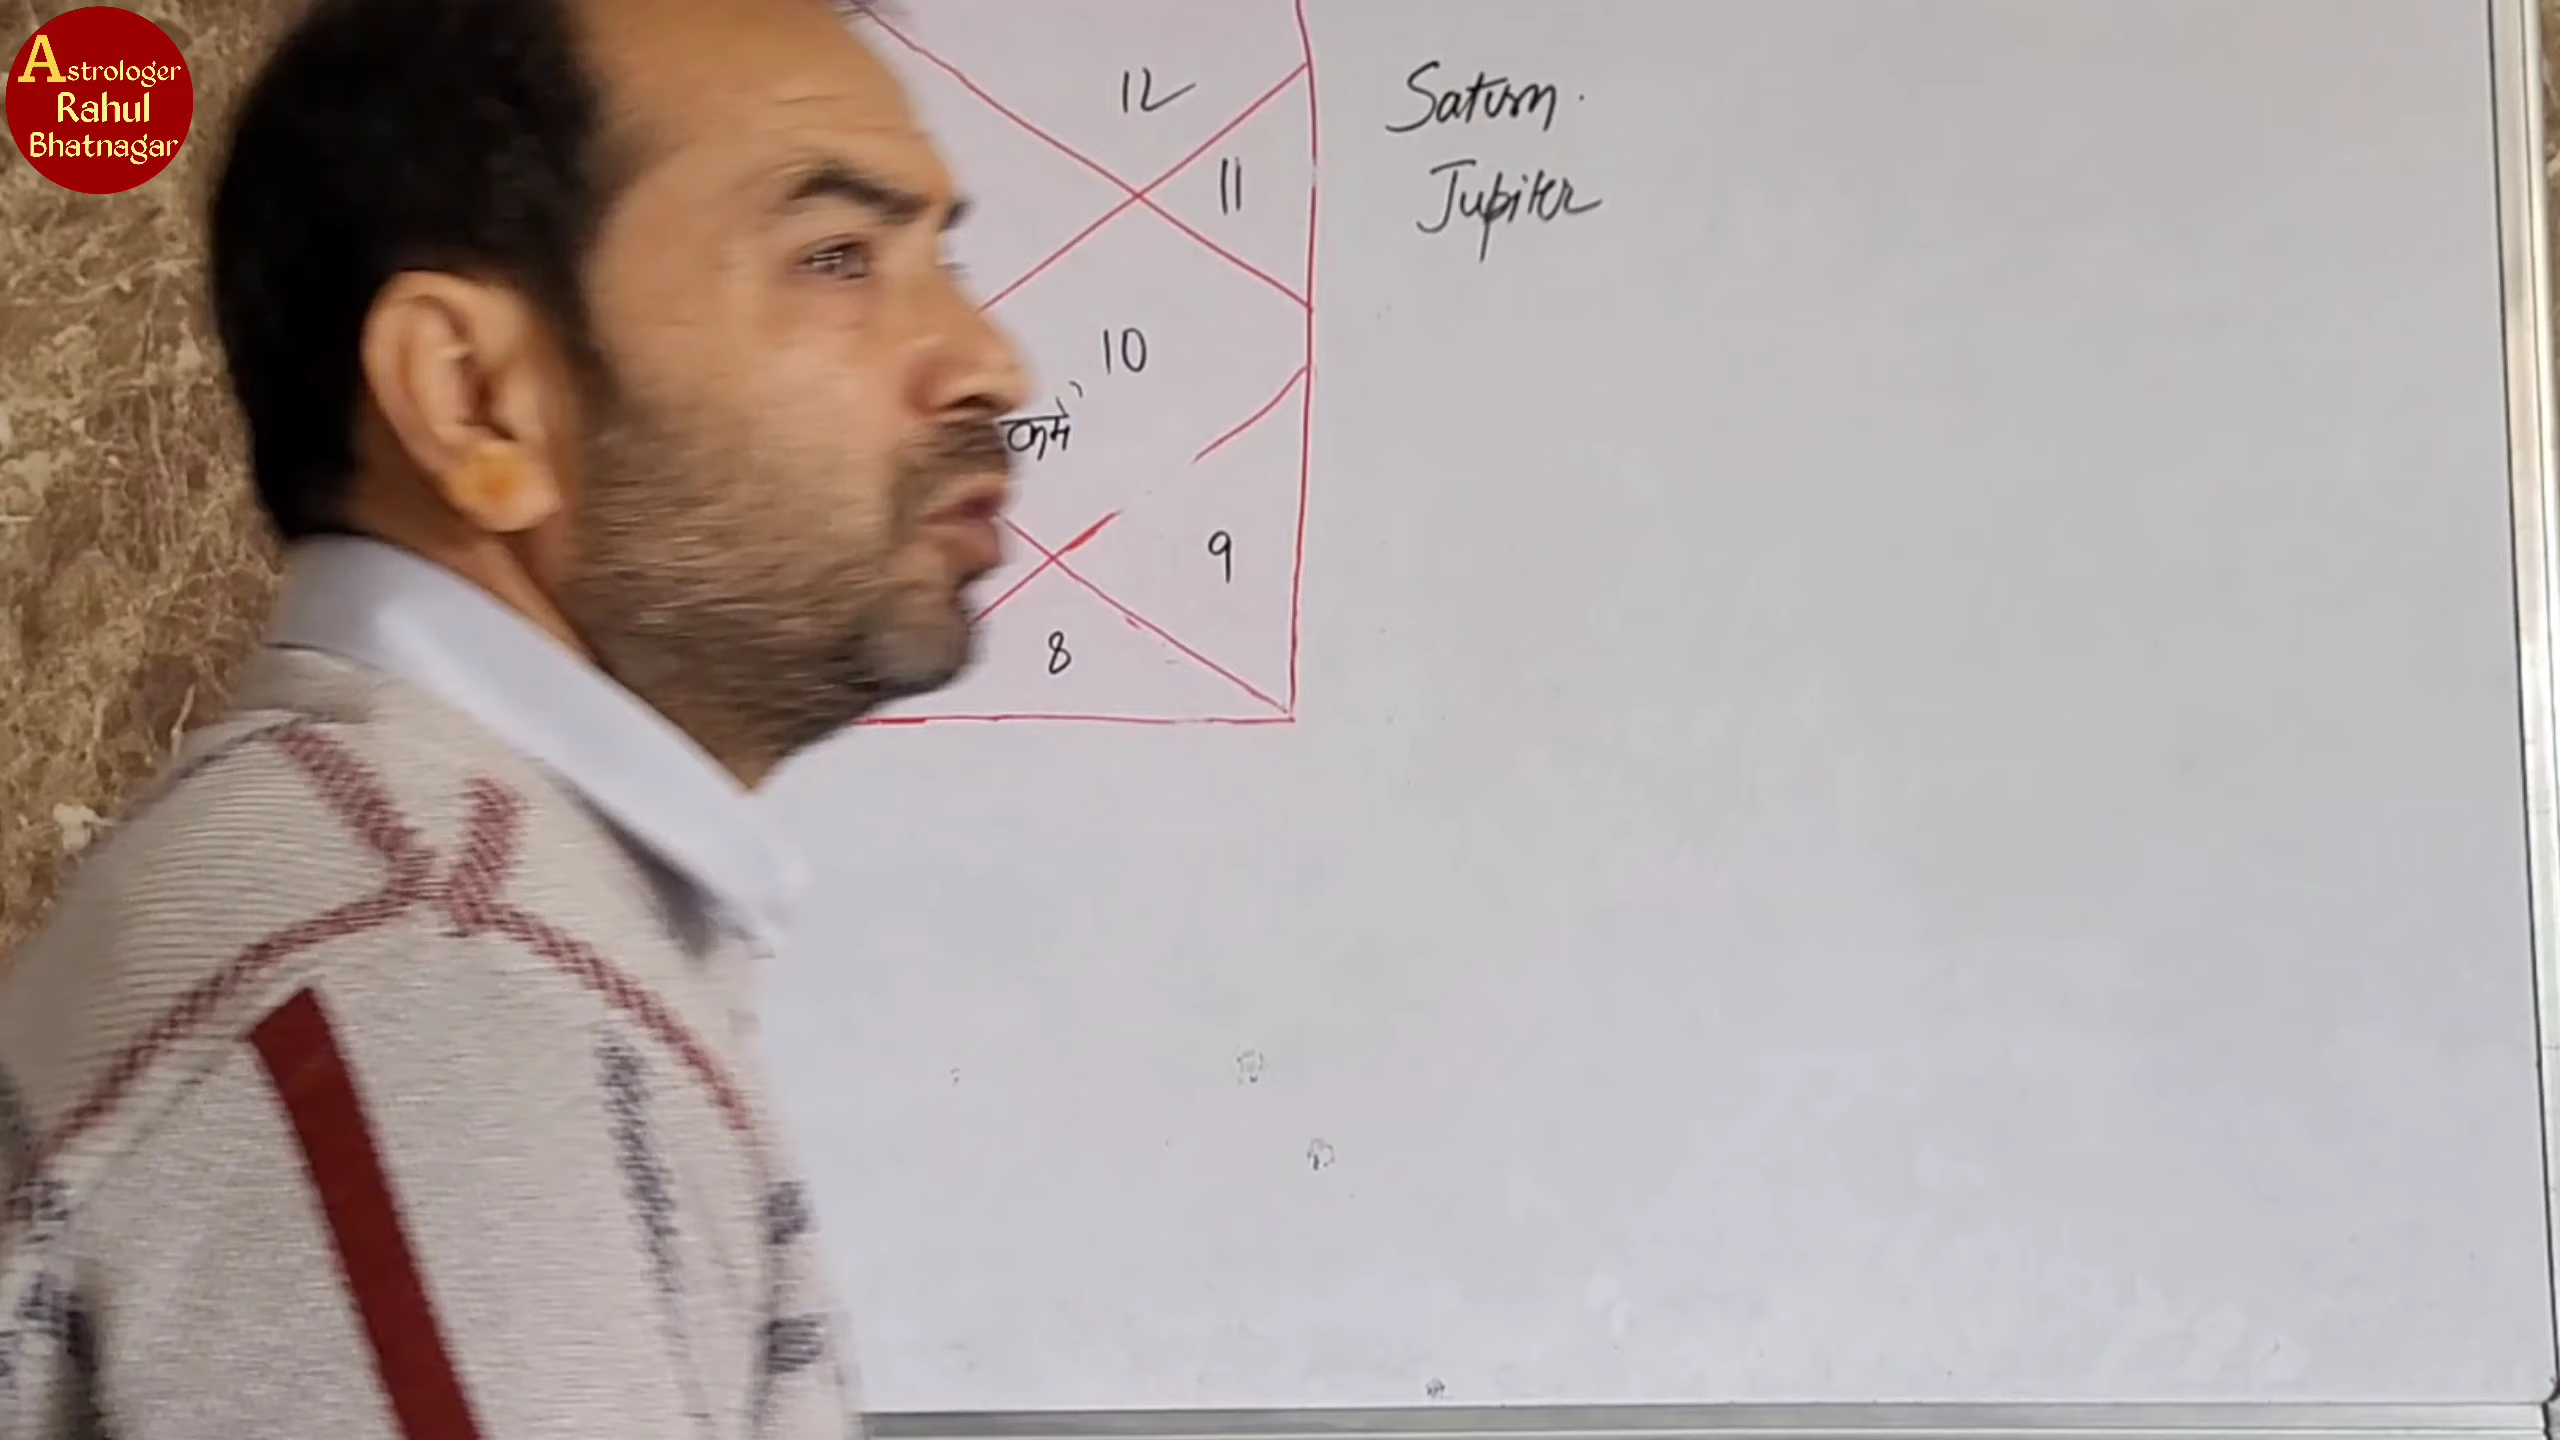 Astrologer
Rahul
Bhatnagar
12
Saturn.
11
Jupiter
10
कर्म
9
8